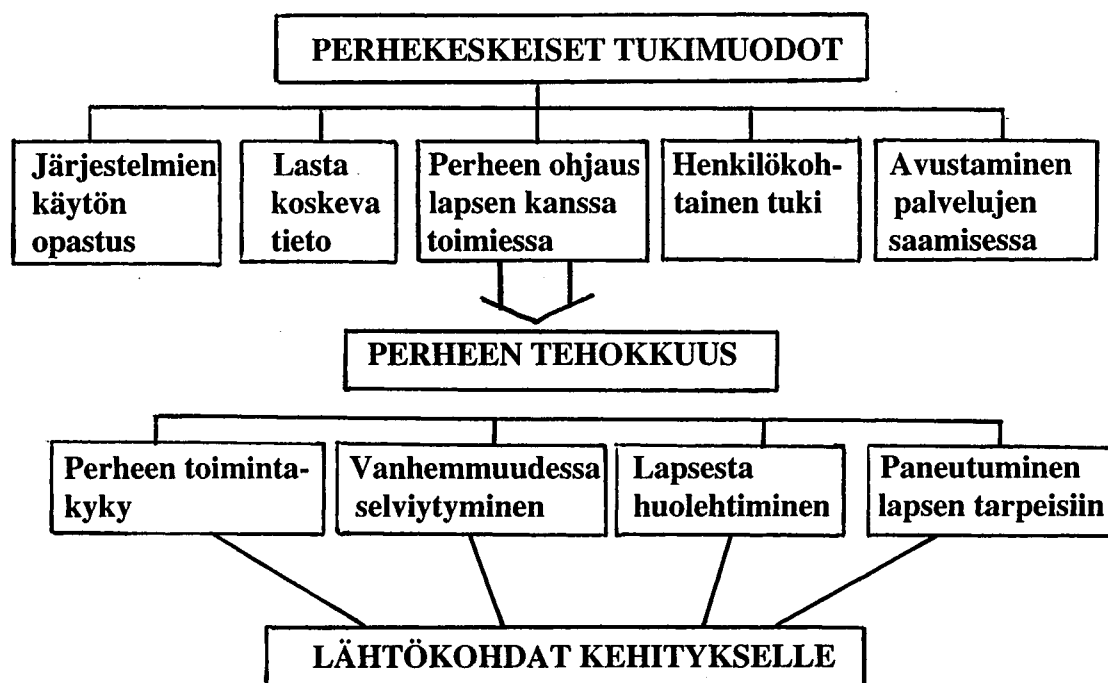 PERHEKESKEISET TUKIMUODOT
Järjestelmien
käytön
opastus
Lasta
koskeva
tieto
Perheen ohjaus
lapsen kanssa
toimiessa
Henkilökoh-
tainen tuki
Avustaminen
palvelujen
saamisessa
PERHEEN TEHOKKUUS
Perheen toiminta-
kyky
Vanhemmuudessa
selviytyminen
Lapsesta
huolehtiminen
Paneutuminen
lapsen tarpeisiin
LÄHTÖKOHDAT KEHITYKSELLE